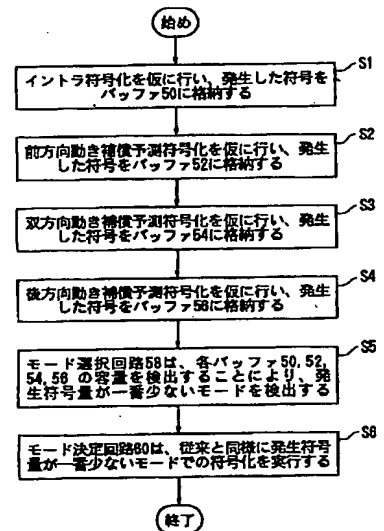 始め
S1
イントラ符号化を仮に行い、発生した符号を
バッファ50に格納する
S2
前方向動き補償予測符号化を仮に行い、発生
した符号をバッファ52に格納する
S3
双方向動き補償予測符号化を仮に行い、発生
した符号をバッファ54に格納する
S4
後方向動き補償予測符号化を仮に行い、発生
した符号をバッファ56に格納する
S5
モード選択回路58は、各バッファ50,52,
54,56 の容量を検出することにより、発
生符号量が一番少ないモードを検出する
S6
モード決定回路60は、従来と同様に発生符号
量が一番少ないモードでの符号化を実行する
終了